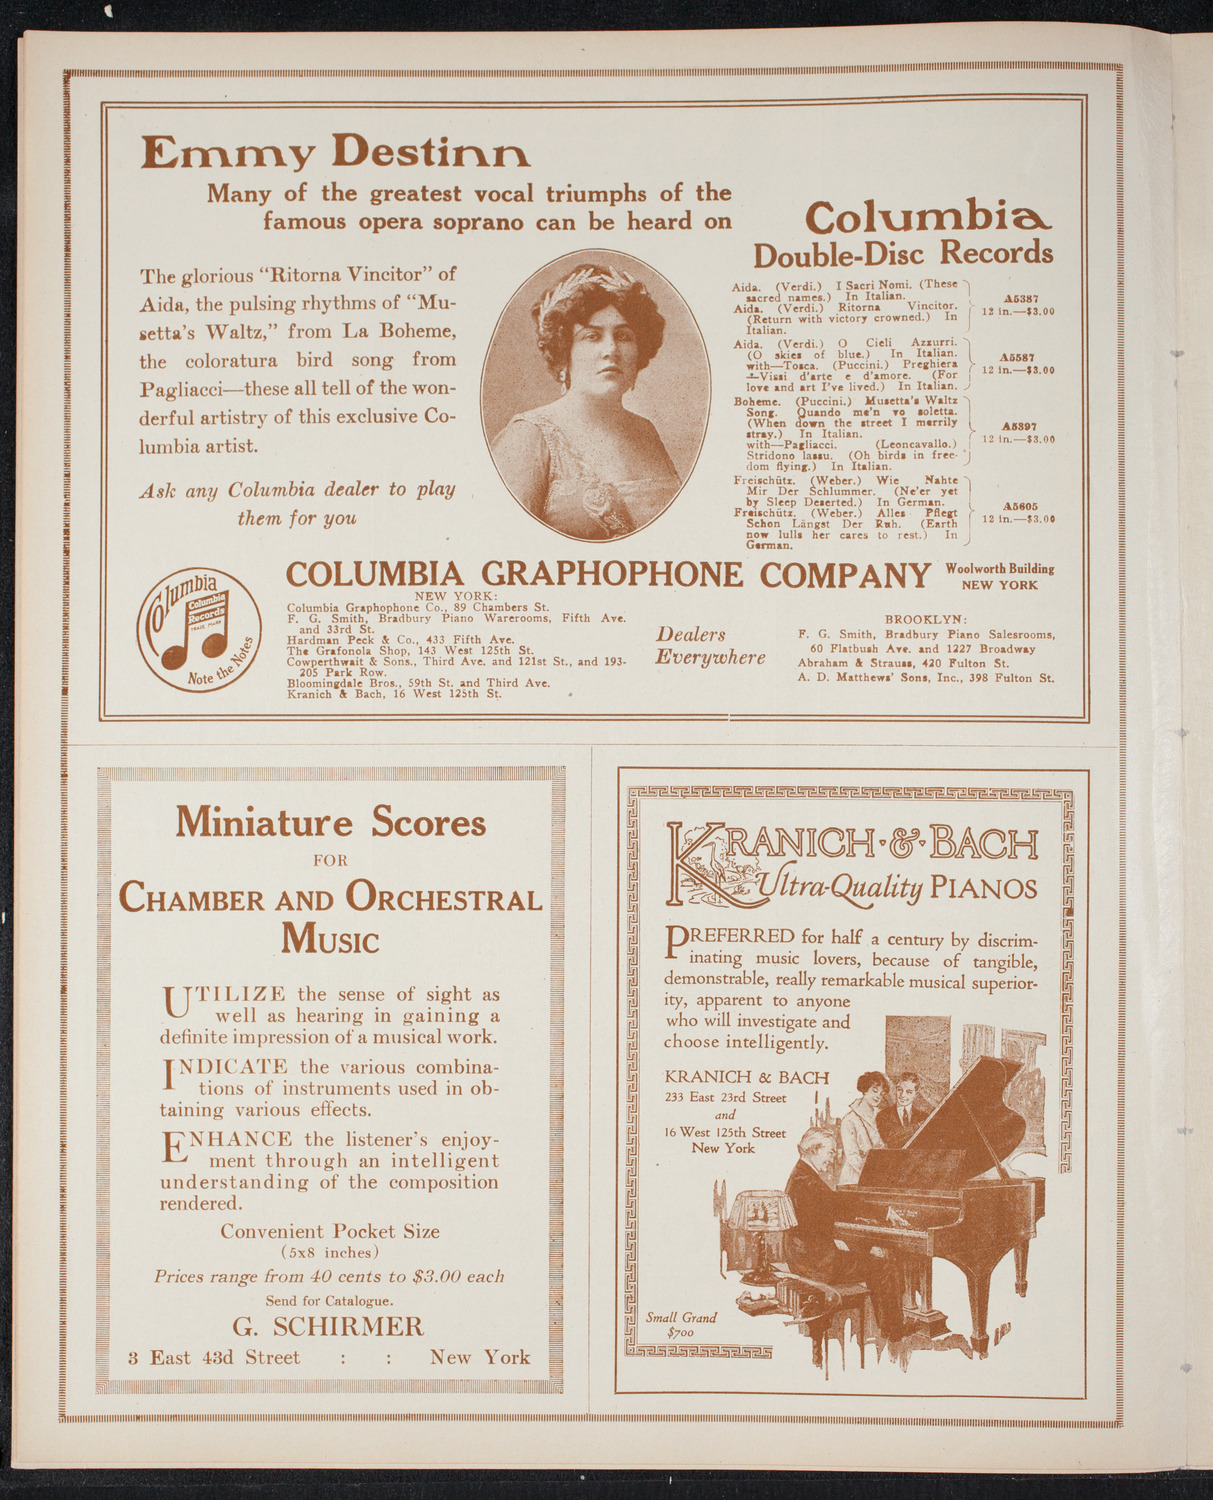 Emmy Destinn
Many of the greatest vocal triumphs of the
famous opera soprano can be heard on
Columbia
Double-Disc Records
The glorious “Ritorna Vincitor” of
Aida, the pulsing rhythms of “Mu-
setta’s Waltz,” from La Boheme,
the coloratura bird song from
Pagliacci—these all tell of the won-
derful artistry of this exclusive Co-
lumbia artist.
Ask any Columbia dealer to play
them for you
Aida. (Verdi.) I Sacri Nomi. (These
sacred names.) In Italian.
Aida. (Verdi.) Ritorna Vincitor.
(Return with victory crowned.) In
Italian.
A5387
12 in.—$3.00
Aida. (Verdi.) O Cieli Azzurri.
(O skies of blue.) In Italian.
with—Tosca. (Puccini.) Preghiera
—Vissi d’arte e d’amore. (For
love and art I’ve lived.) In Italian.
A5587
12 in.—$3.00
Boheme. (Puccini.) Musetta’s Waltz
Song. Quando me’n vo soletta.
(When down the street I merrily
stray.) In Italian.
with—Pagliacci. (Leoncavallo.)
Stridono lassu. (Oh birds in free-
dom flying.) In Italian.
A5397
12 in.—$3.00
Freischütz. (Weber.) Wie Nahte
Mir Der Schlummer. (Ne’er yet
by Sleep Deserted.) In German.
Freischütz. (Weber.) Alles Pflegt
Schon Längst Der Ruh. (Earth
now lulls her cares to rest.) In
German.
A5605
12 in.—$3.00
Columbia
Columbia
Records
TRADE MARK
Note the Notes
COLUMBIA GRAPHOPHONE COMPANY
Woolworth Building
NEW YORK
NEW YORK:
Columbia Graphophone Co., 89 Chambers St.
F. G. Smith, Bradbury Piano Warerooms, Fifth Ave.
and 33rd St.
Hardman Peck & Co., 433 Fifth Ave.
The Grafonola Shop, 143 West 125th St.
Cowperthwait & Sons., Third Ave. and 121st St., and 193-
205 Park Row.
Bloomingdale Bros., 59th St. and Third Ave.
Kranich & Bach, 16 West 125th St.
Dealers
Everywhere
BROOKLYN:
F. G. Smith, Bradbury Piano Salesrooms,
60 Flatbush Ave. and 1227 Broadway
Abraham & Strauss, 420 Fulton St.
A. D. Matthews’ Sons, Inc., 398 Fulton St.
Miniature Scores
FOR
CHAMBER AND ORCHESTRAL
MUSIC
UTILIZE the sense of sight as
well as hearing in gaining a
definite impression of a musical work.
INDICATE the various combina-
tions of instruments used in ob-
taining various effects.
ENHANCE the listener’s enjoy-
ment through an intelligent
understanding of the composition
rendered.
Convenient Pocket Size
(5x8 inches)
Prices range from 40 cents to $3.00 each
Send for Catalogue.
G. SCHIRMER
3 East 43d Street : : New York
KRANICH & BACH
Ultra-Quality PIANOS
PREFERRED for half a century by discrim-
inating music lovers, because of tangible,
demonstrable, really remarkable musical superior-
ity, apparent to anyone
who will investigate and
choose intelligently.
KRANICH & BACH
233 East 23rd Street
and
16 West 125th Street
New York
Small Grand
$700